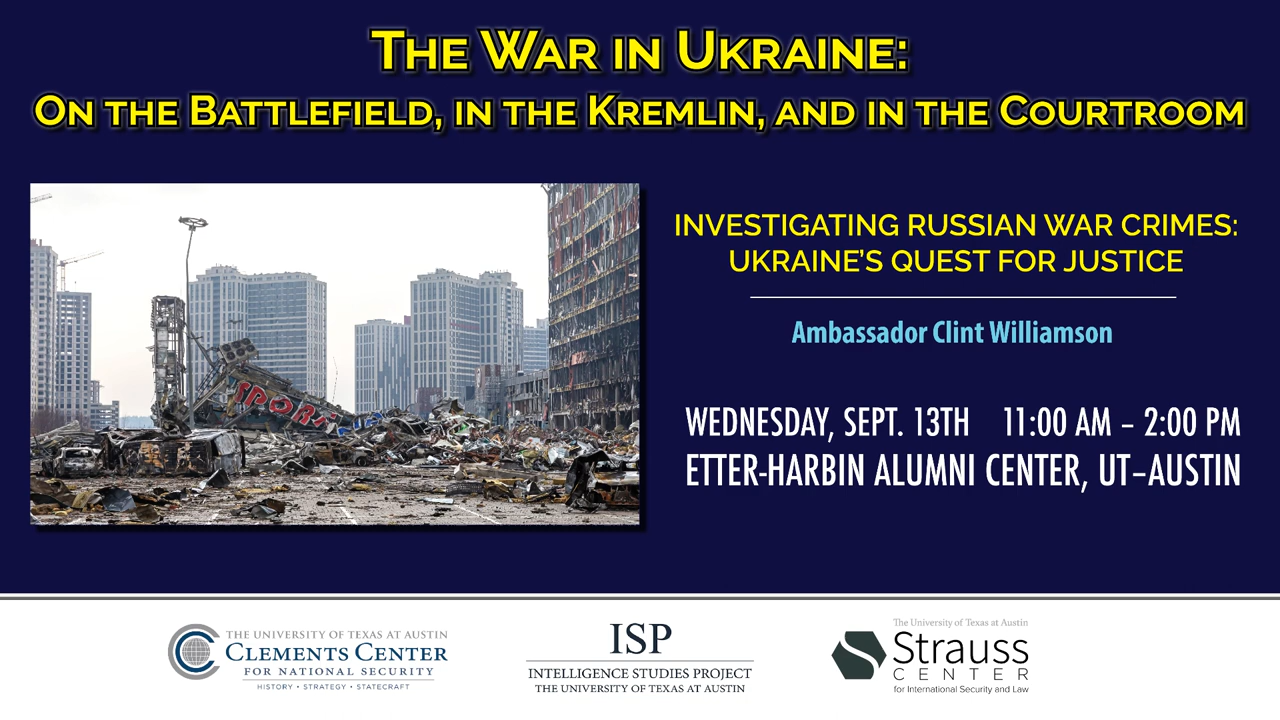 THE WAR IN UKRAINE:
ON THE BATTLEFIELD, IN THE KREMLIN, AND IN THE COURTROOM
SPORT
INVESTIGATING RUSSIAN WAR CRIMES:
UKRAINE'S QUEST FOR JUSTICE
Ambassador Clint Williamson
WEDNESDAY, SEPT. 13TH 11:00 AM – 2:00 PM
ETTER-HARBIN ALUMNI CENTER, UT–AUSTIN
THE UNIVERSITY OF TEXAS AT AUSTIN
CLEMENTS CENTER
FOR NATIONAL SECURITY
HISTORY • STRATEGY • STATECRAFT
ISP
INTELLIGENCE STUDIES PROJECT
THE UNIVERSITY OF TEXAS AT AUSTIN
The University of Texas at Austin
Strauss
CENTER
for International Security and Law